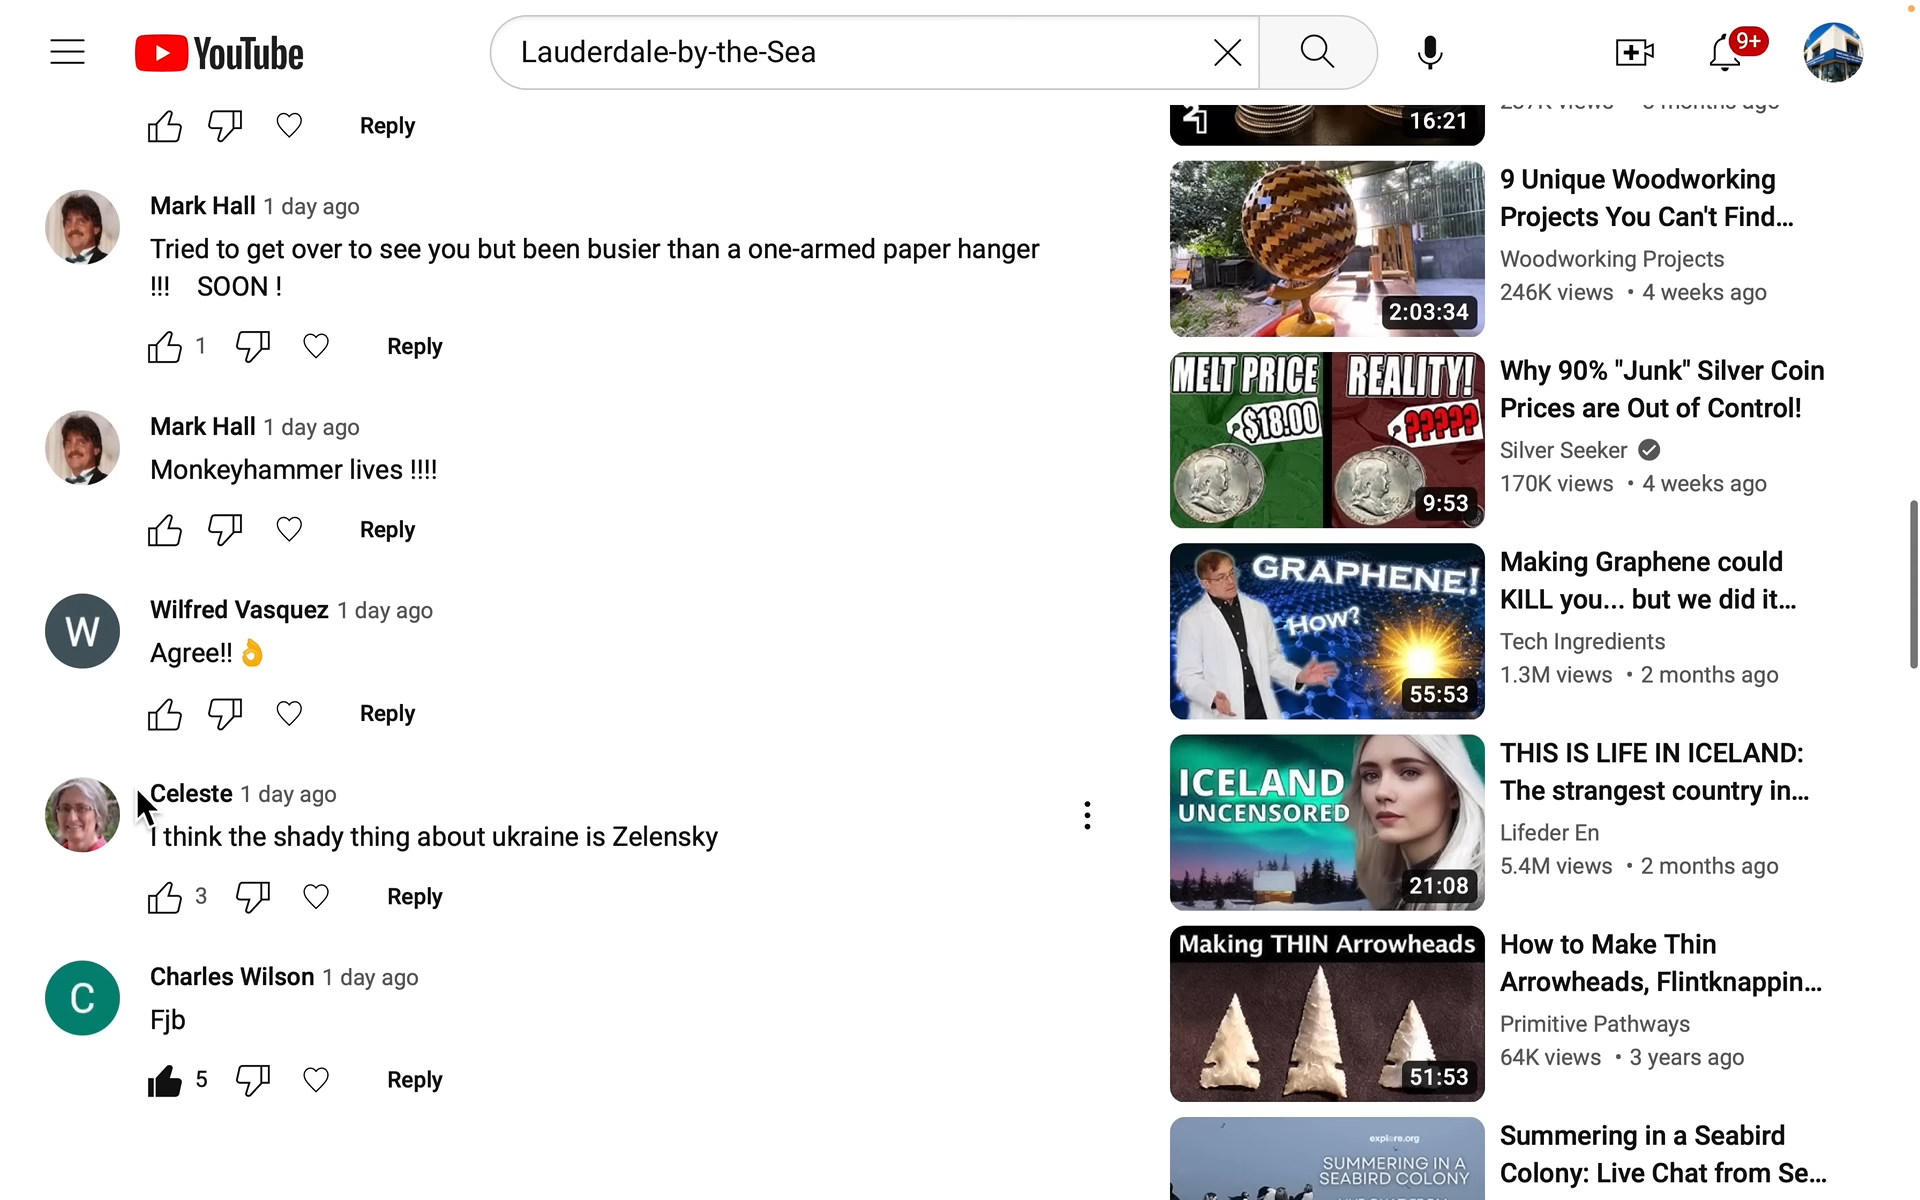 YouTube
Lauderdale-by-the-Sea
9+
Reply
Mark Hall 1 day ago
Tried to get over to see you but been busier than a one-armed paper hanger
!!! SOON !
1 Reply
Mark Hall 1 day ago
Monkeyhammer lives !!!!
Reply
W
Wilfred Vasquez 1 day ago
Agree!! 👌
Reply
Celeste 1 day ago
I think the shady thing about ukraine is Zelensky
3 Reply
C
Charles Wilson 1 day ago
Fjb
5 Reply
16:21
2:03:34
9 Unique Woodworking
Projects You Can't Find...
Woodworking Projects
246K views • 4 weeks ago
MELT PRICE
$18.00
REALITY!
?????
9:53
Why 90% "Junk" Silver Coin
Prices are Out of Control!
Silver Seeker
170K views • 4 weeks ago
GRAPHENE!
HOW?
55:53
Making Graphene could
KILL you... but we did it...
Tech Ingredients
1.3M views • 2 months ago
ICELAND
UNCENSORED
21:08
THIS IS LIFE IN ICELAND:
The strangest country in...
Lifeder En
5.4M views • 2 months ago
Making THIN Arrowheads
51:53
How to Make Thin
Arrowheads, Flintknappin...
Primitive Pathways
64K views • 3 years ago
explore.org
SUMMERING IN A
SEABIRD COLONY
Summering in a Seabird
Colony: Live Chat from Se...